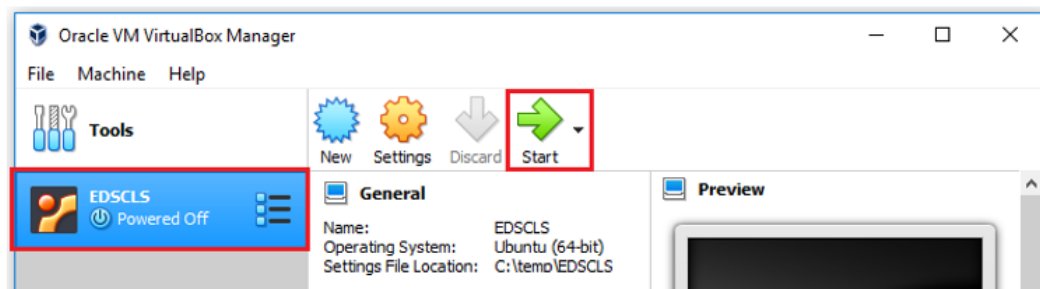 Oracle VM VirtualBox Manager
File Machine Help
Tools
New Settings Discard Start
EDSCLS
Powered Off
General
Name: EDSCLS
Operating System: Ubuntu (64-bit)
Settings File Location: C:\temp\EDSCLS
Preview